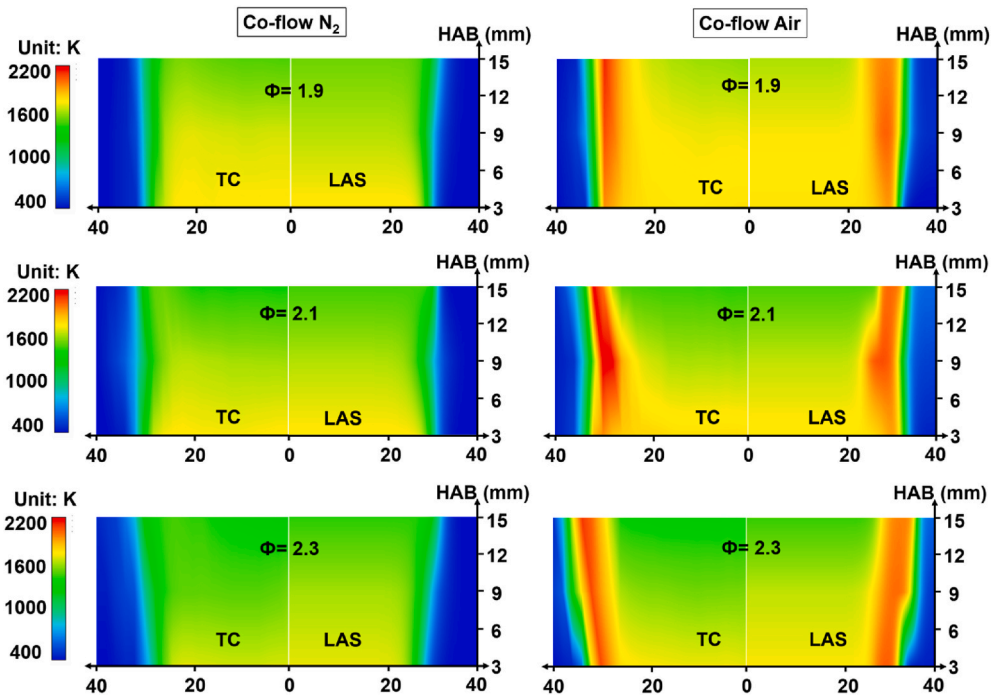 Co-flow N₂
Co-flow Air
Unit: K
2200
1600
1000
400
HAB (mm)
15
12
9
6
3
Φ= 1.9
TC
LAS
40
20
0
20
40
HAB (mm)
15
12
9
6
3
Φ= 1.9
TC
LAS
40
20
0
20
40
Unit: K
2200
1600
1000
400
HAB (mm)
15
12
9
6
3
Φ= 2.1
TC
LAS
40
20
0
20
40
HAB (mm)
15
12
9
6
3
Φ= 2.1
TC
LAS
40
20
0
20
40
Unit: K
2200
1600
1000
400
HAB (mm)
15
12
9
6
3
Φ= 2.3
TC
LAS
40
20
0
20
40
HAB (mm)
15
12
9
6
3
Φ= 2.3
TC
LAS
40
20
0
20
40